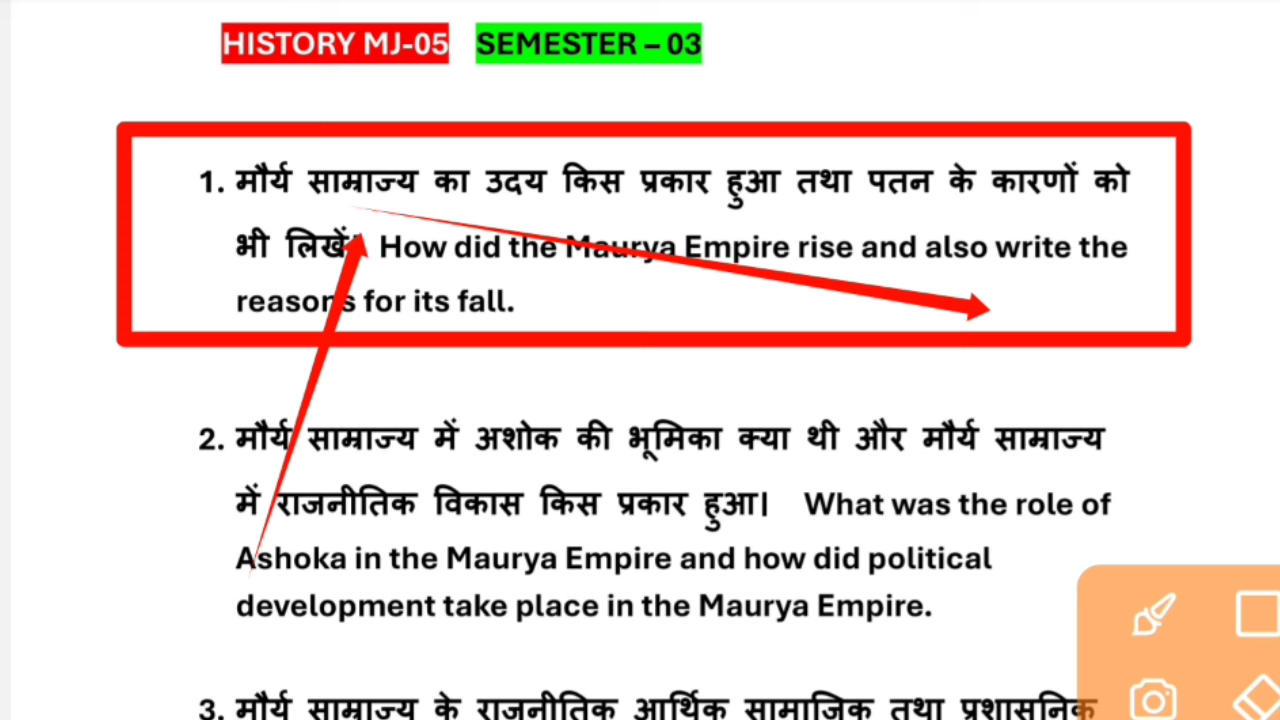 HISTORY MJ-05 SEMESTER – 03
1. मौर्य साम्राज्य का उदय किस प्रकार हुआ तथा पतन के कारणों को
भी लिखें। How did the Maurya Empire rise and also write the
reasons for its fall.
2. मौर्य साम्राज्य में अशोक की भूमिका क्या थी और मौर्य साम्राज्य
में राजनीतिक विकास किस प्रकार हुआ। What was the role of
Ashoka in the Maurya Empire and how did political
development take place in the Maurya Empire.
3. मौर्य साम्राज्य के राजनीतिक आर्थिक सामाजिक तथा प्रशासनिक